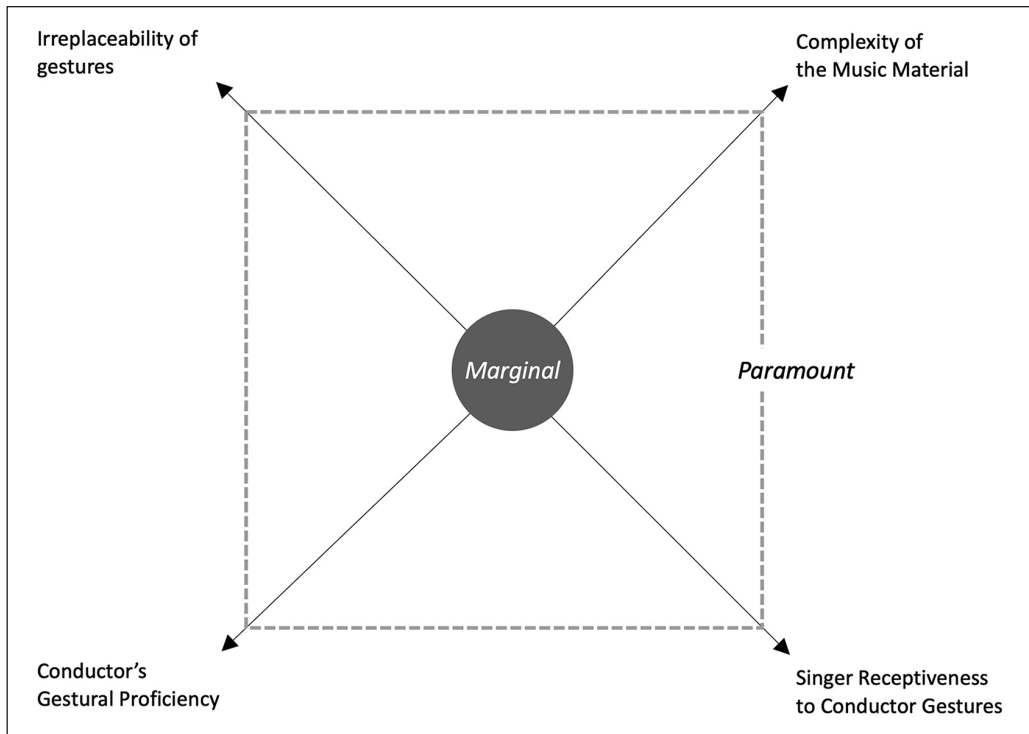 Irreplaceability of
gestures
Complexity of
the Music Material
Marginal
Paramount
Conductor’s
Gestural Proficiency
Singer Receptiveness
to Conductor Gestures